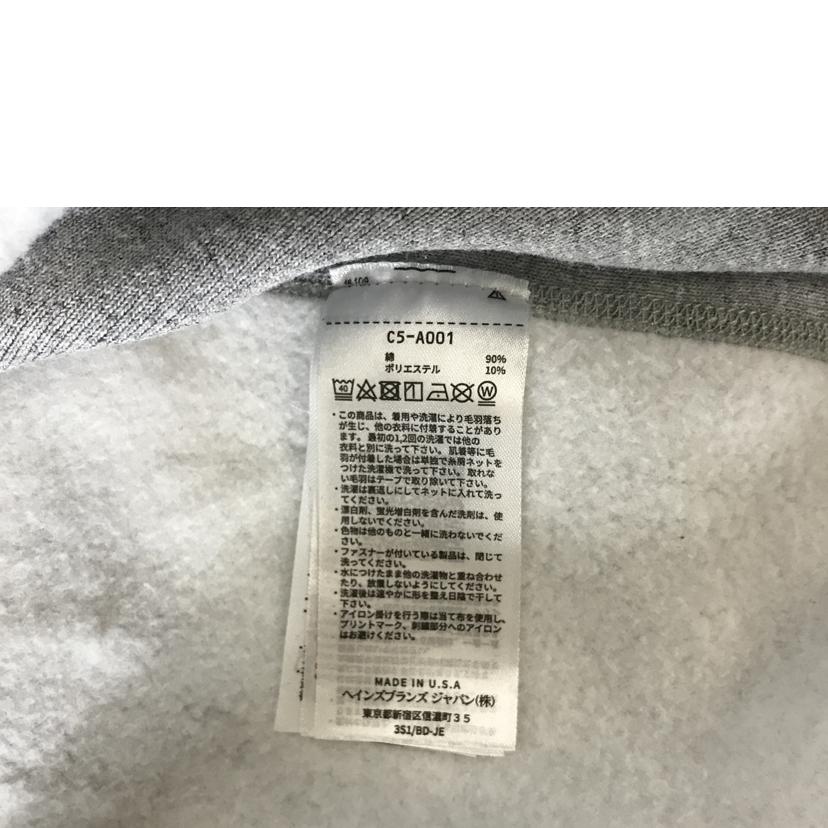 C5-A001
綿 90%
ポリエステル 10%
40 W
・この商品は、着用や洗濯により毛羽落ち
が生じ、他の衣料に付着することがあり
ます。最初の1,2回の洗濯では他の
衣料と別に洗って下さい。肌着等に毛
羽が付着した場合は単独で糸屑ネットを
つけた洗濯機で洗って下さい。取れな
い毛羽はテープで取り除いて下さい。
・洗濯は裏返しにしてネットに入れて洗っ
てください。
・漂白剤、蛍光増白剤を含んだ洗剤は、使
用しないでください。
・色物は他のものと一緒に洗わないでくだ
さい。
・ファスナーが付いている製品は、閉じて
洗ってください。
・水につけたまま他の洗濯物と重ね合わせ
たり、放置しないようにしてください。
・洗濯後は速やかに形を整え日陰で干して
下さい。
・アイロン掛けを行う際は当て布を使用し、
プリントマーク、刺繍部分へのアイロン
はお避けください。
MADE IN U.S.A
ヘインズブランズ ジャパン(株)
東京都新宿区信濃町35
3S1/BD-JE